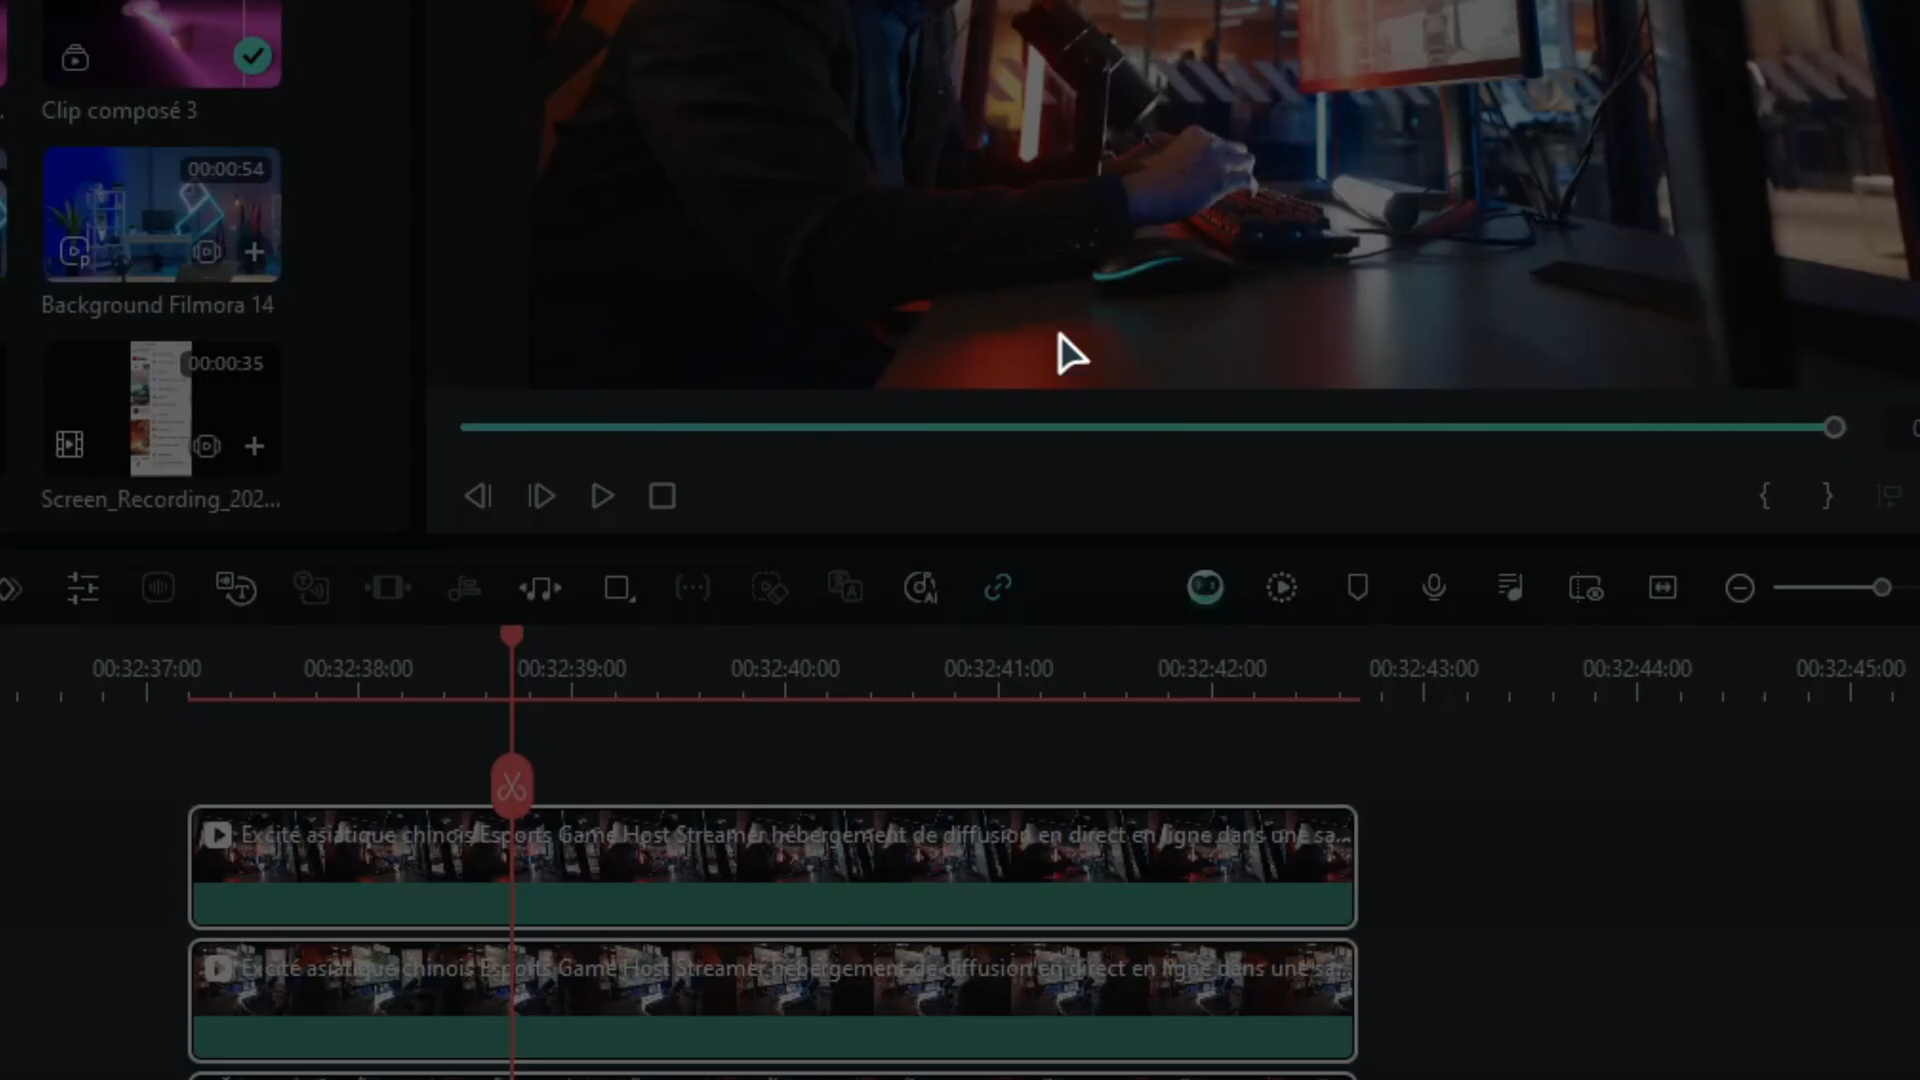 Clip composé 3
00:00:54
Background Filmora 14
00:00:35
Screen_Recording_202...
00:32:37:00
00:32:38:00
00:32:39:00
00:32:40:00
00:32:41:00
00:32:42:00
00:32:43:00
00:32:44:00
00:32:45:00
Excité asiatique chinois Esports Game Host Streamer hébergement de diffusion en direct en ligne dans une sa...
Excité asiatique chinois Esports Game Host Streamer hébergement de diffusion en direct en ligne dans une sa...